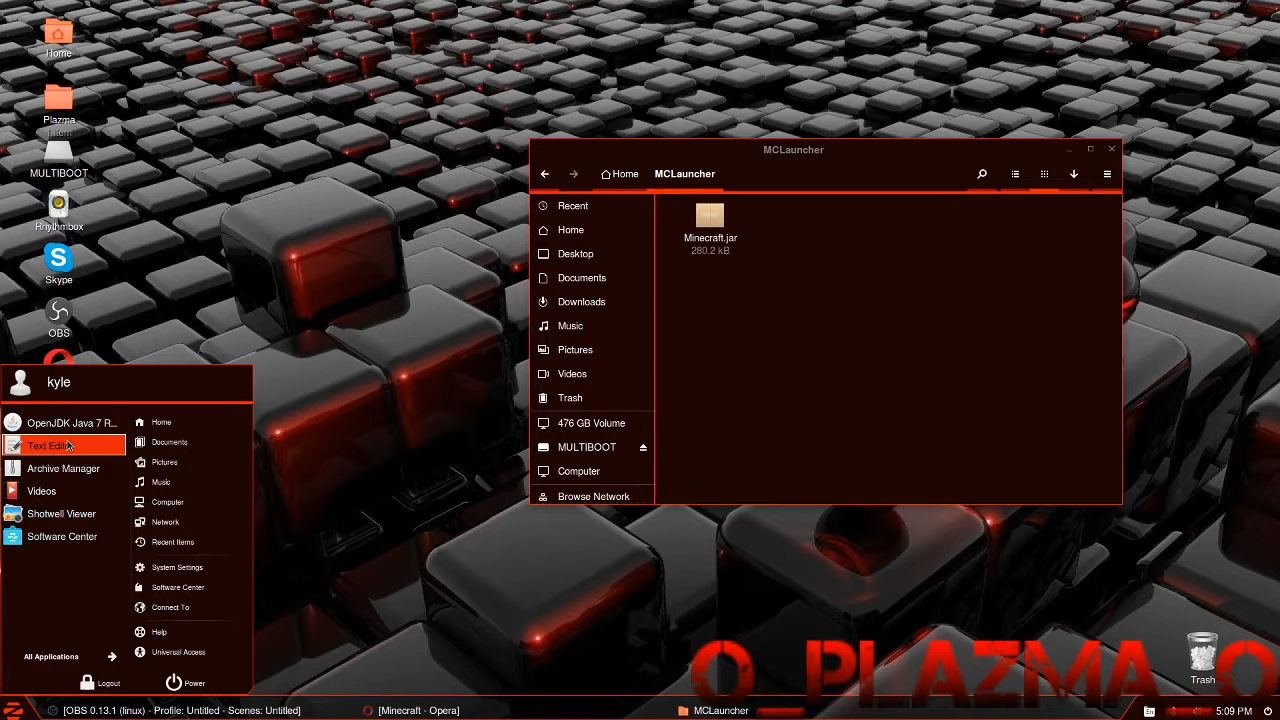 Home
Plazma
1 item
MULTIBOOT
Rhythmbox
Skype
OBS
MCLauncher
Home
MCLauncher
Recent
Home
Desktop
Documents
Downloads
Music
Pictures
Videos
Trash
476 GB Volume
MULTIBOOT
Computer
Browse Network
Minecraft.jar
280.2 kB
kyle
OpenJDK Java 7 R...
Text Editor
Archive Manager
Videos
Shotwell Viewer
Software Center
All Applications
Home
Documents
Pictures
Music
Computer
Network
Recent Items
System Settings
Software Center
Connect To
Help
Universal Access
Logout
Power
O_PLAZMA_O
Trash
[OBS 0.13.1 (linux) - Profile: Untitled - Scenes: Untitled]
[Minecraft - Opera]
MCLauncher
En
5:09 PM